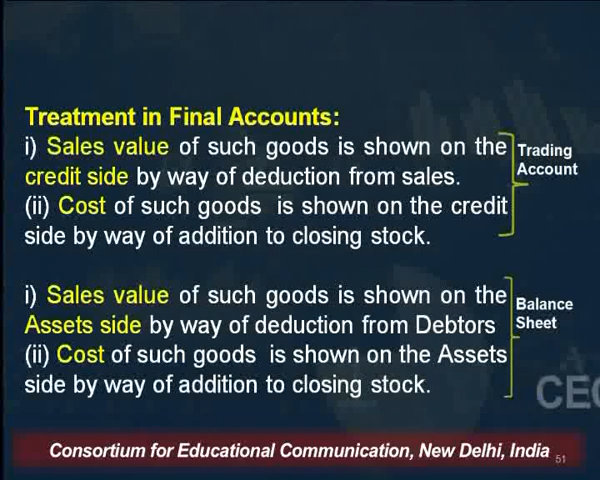 Treatment in Final Accounts:
i) Sales value of such goods is shown on the
credit side by way of deduction from sales.
(ii) Cost of such goods is shown on the credit
side by way of addition to closing stock.
Trading
Account
i) Sales value of such goods is shown on the
Assets side by way of deduction from Debtors
(ii) Cost of such goods is shown on the Assets
side by way of addition to closing stock.
Balance
Sheet
CEC
Consortium for Educational Communication, New Delhi, India
51